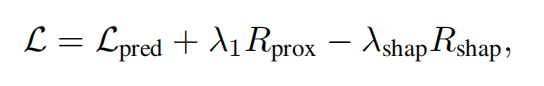 ℒ = ℒ_pred + λ₁R_prox − λ_shap R_shap,